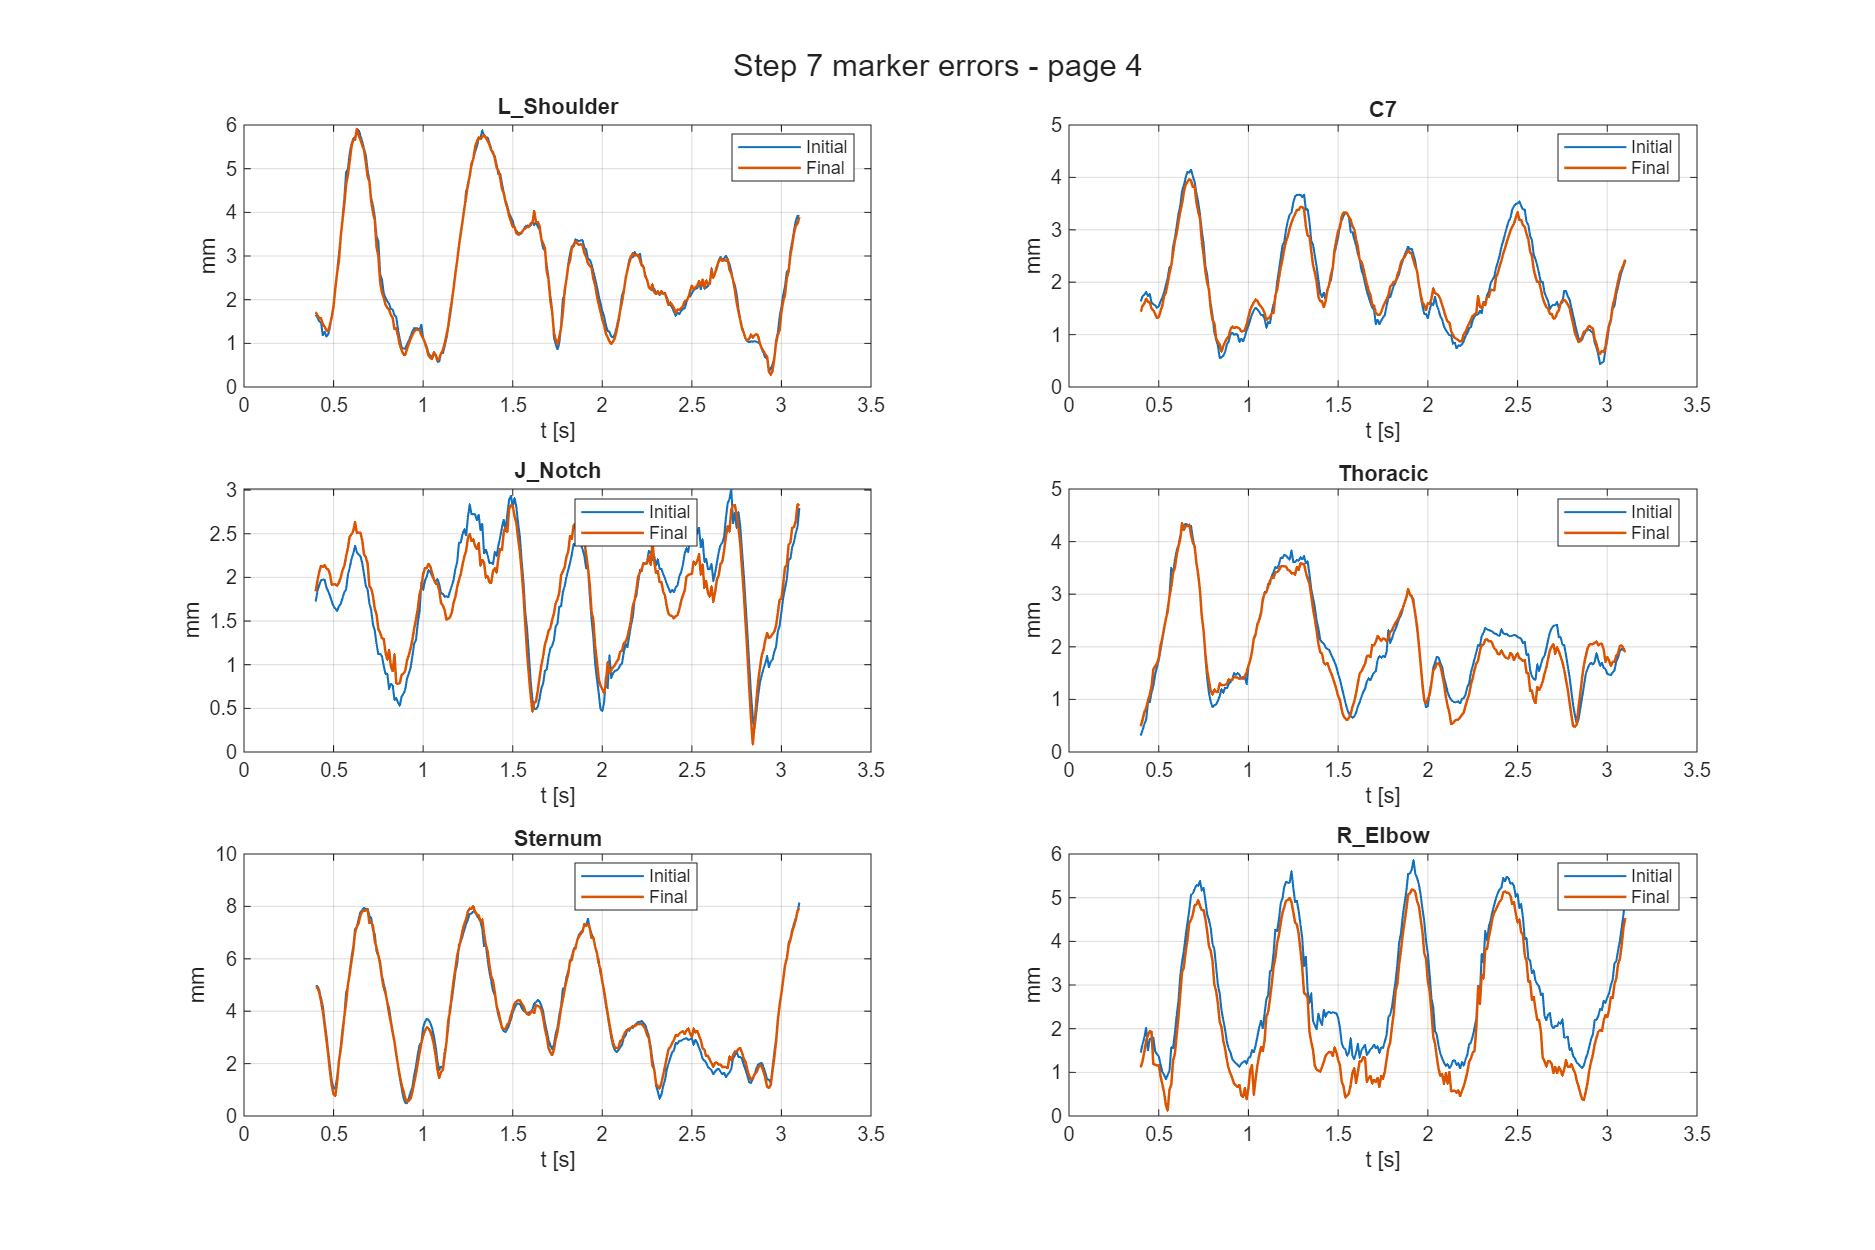 Step 7 marker errors - page 4
L_Shoulder
6
5
4
3
2
1
0
mm
0 0.5 1 1.5 2 2.5 3 3.5
t [s]
Initial
Final
C7
5
4
3
2
1
0
mm
0 0.5 1 1.5 2 2.5 3 3.5
t [s]
Initial
Final
J_Notch
3
2.5
2
1.5
1
0.5
0
mm
0 0.5 1 1.5 2 2.5 3 3.5
t [s]
Initial
Final
Thoracic
5
4
3
2
1
0
mm
0 0.5 1 1.5 2 2.5 3 3.5
t [s]
Initial
Final
Sternum
10
8
6
4
2
0
mm
0 0.5 1 1.5 2 2.5 3 3.5
t [s]
Initial
Final
R_Elbow
6
5
4
3
2
1
0
mm
0 0.5 1 1.5 2 2.5 3 3.5
t [s]
Initial
Final